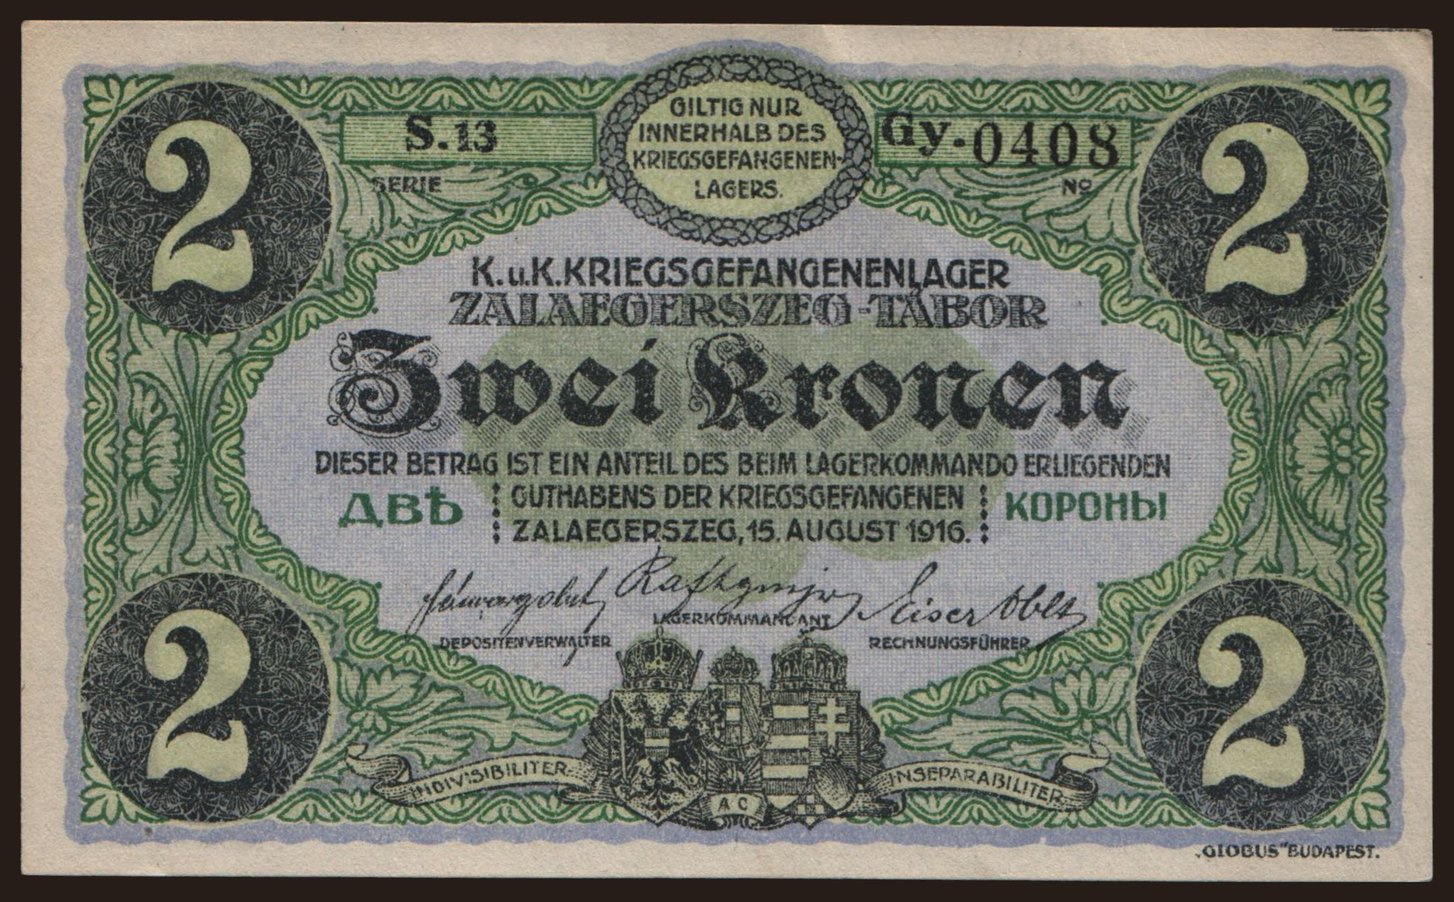 2
2
S.13
SERIE
GILTIG NUR
INNERHALB DES
KRIEGSGEFANGENEN-
LAGERS.
Gy.0408
No
K.u.K.KRIEGSGEFANGENENLAGER
ZALAEGERSZEG-TÁBOR
Zwei Kronen
DIESER BETRAG IST EIN ANTEIL DES BEIM LAGERKOMMANDO ERLIEGENDEN
ДВѢ
GUTHABENS DER KRIEGSGEFANGENEN
КОРОНЫ
ZALAEGERSZEG, 15. AUGUST 1916.
DEPOSITENVERWALTER
LAGERKOMMANDANT
RECHNUNGSFÜHRER
2
2
INDIVISIBILITER
AC
INSEPARABILITER
„GLOBUS" BUDAPEST.